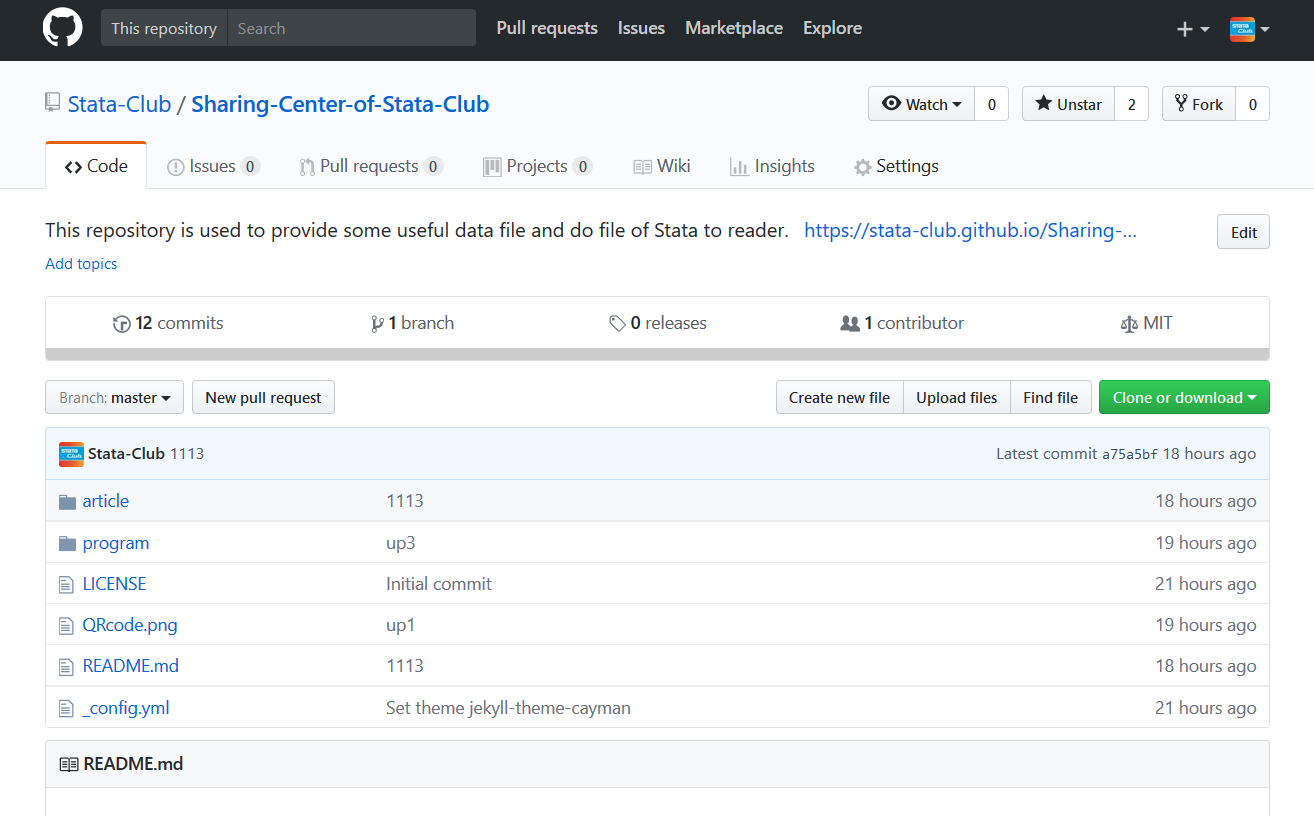 This repository Search Pull requests Issues Marketplace Explore
Stata-Club / Sharing-Center-of-Stata-Club Watch 0 Unstar 2 Fork 0
Code Issues 0 Pull requests 0 Projects 0 Wiki Insights Settings
This repository is used to provide some useful data file and do file of Stata to reader. https://stata-club.github.io/Sharing-... Edit
Add topics
12 commits 1 branch 0 releases 1 contributor MIT
Branch: master New pull request Create new file Upload files Find file Clone or download
Stata-Club 1113 Latest commit a75a5bf 18 hours ago
article 1113 18 hours ago
program up3 19 hours ago
LICENSE Initial commit 21 hours ago
QRcode.png up1 19 hours ago
README.md 1113 18 hours ago
_config.yml Set theme jekyll-theme-cayman 21 hours ago
README.md